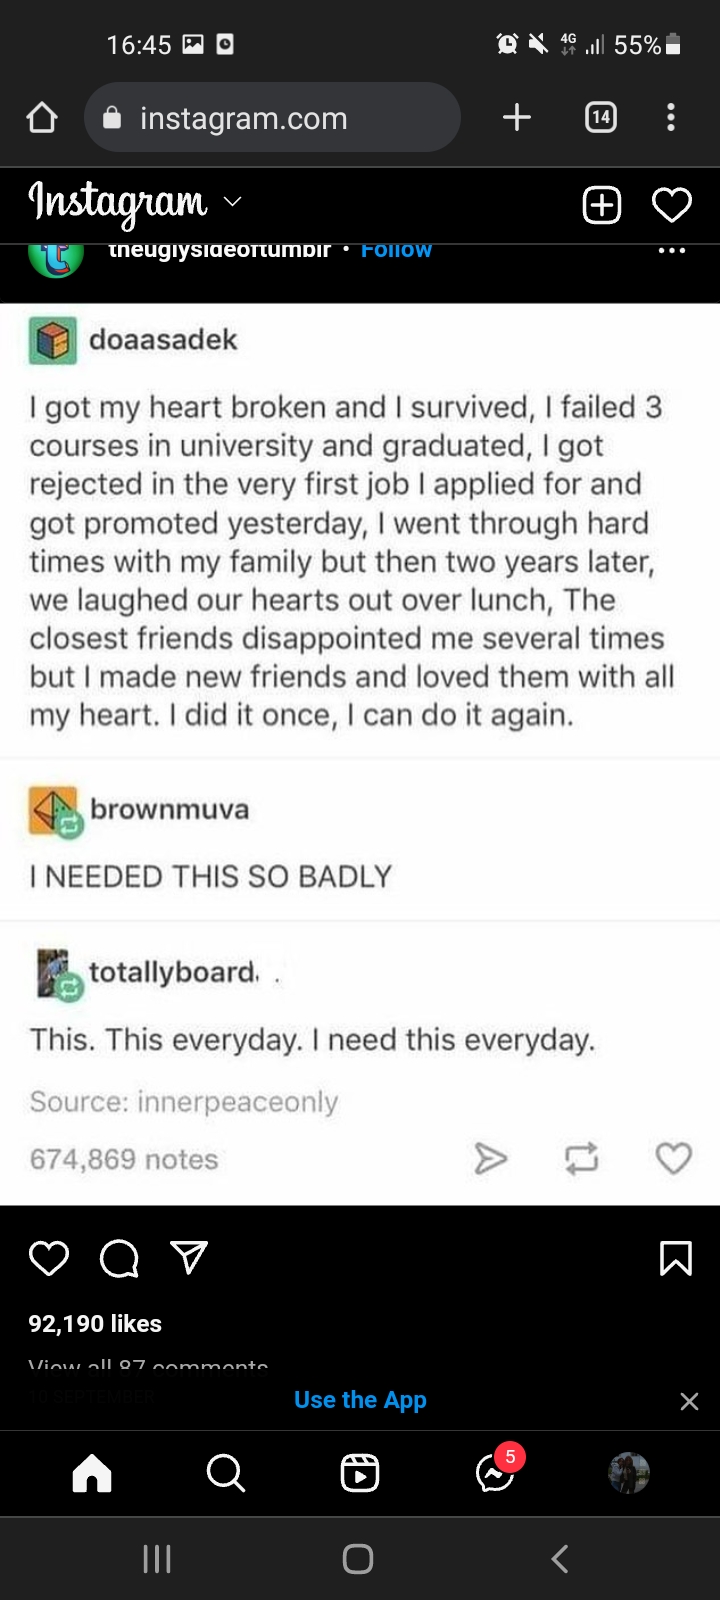 16:45
4G
55%
instagram.com
14
Instagram
theuglysideoftumblr • Follow
doaasadek
I got my heart broken and I survived, I failed 3
courses in university and graduated, I got
rejected in the very first job I applied for and
got promoted yesterday, I went through hard
times with my family but then two years later,
we laughed our hearts out over lunch, The
closest friends disappointed me several times
but I made new friends and loved them with all
my heart. I did it once, I can do it again.
brownmuva
I NEEDED THIS SO BADLY
totallyboard. .
This. This everyday. I need this everyday.
Source: innerpeaceonly
674,869 notes
92,190 likes
View all 87 comments
10 SEPTEMBER
Use the App
5